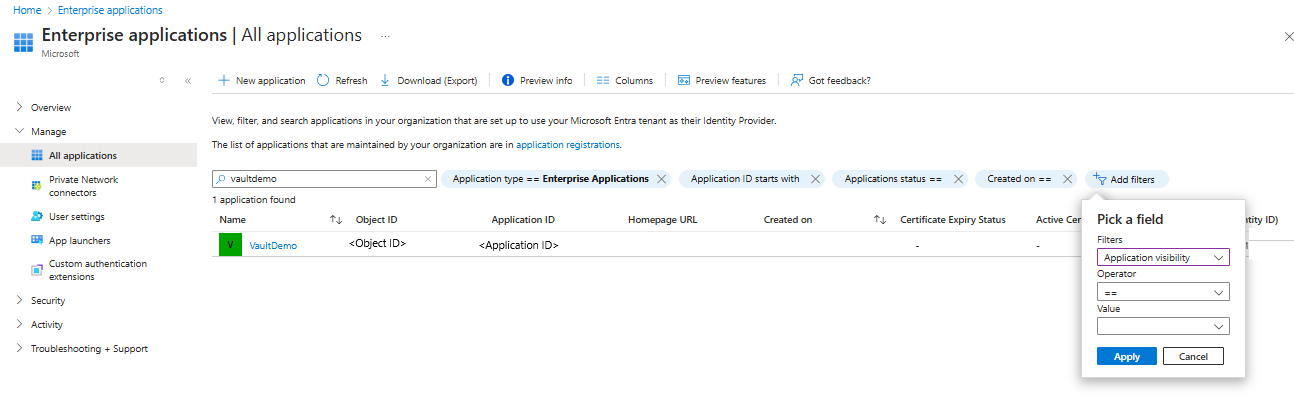 Home > Enterprise applications
Enterprise applications | All applications ...
Microsoft
New application Refresh Download (Export) Preview info Columns Preview features Got feedback?
Overview
Manage
All applications
Private Network
connectors
User settings
App launchers
Custom authentication
extensions
Security
Activity
Troubleshooting + Support
View, filter, and search applications in your organization that are set up to use your Microsoft Entra tenant as their Identity Provider.
The list of applications that are maintained by your organization are in application registrations.
vaultdemo
Application type == Enterprise Applications
Application ID starts with
Applications status ==
Created on ==
Add filters
1 application found
Name Object ID Application ID Homepage URL Created on Certificate Expiry Status Active Cer ntity ID)
V VaultDemo <Object ID> <Application ID> - -
Pick a field
Filters
Application visibility
Operator
==
Value
Apply Cancel